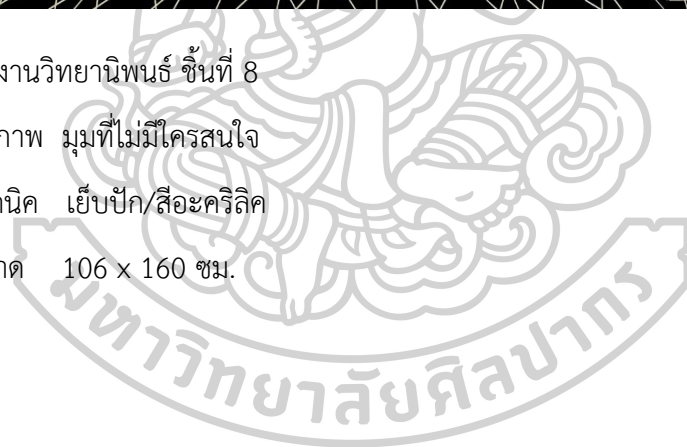 งานวิทยานิพนธ์ ชิ้นที่ 8
ภาพ มุมที่ไม่มีใครสนใจ
นิค เย็บปัก/สีอะคริลิค
าด 106 x 160 ซม.
มหาวิทยาลัยศิลปากร